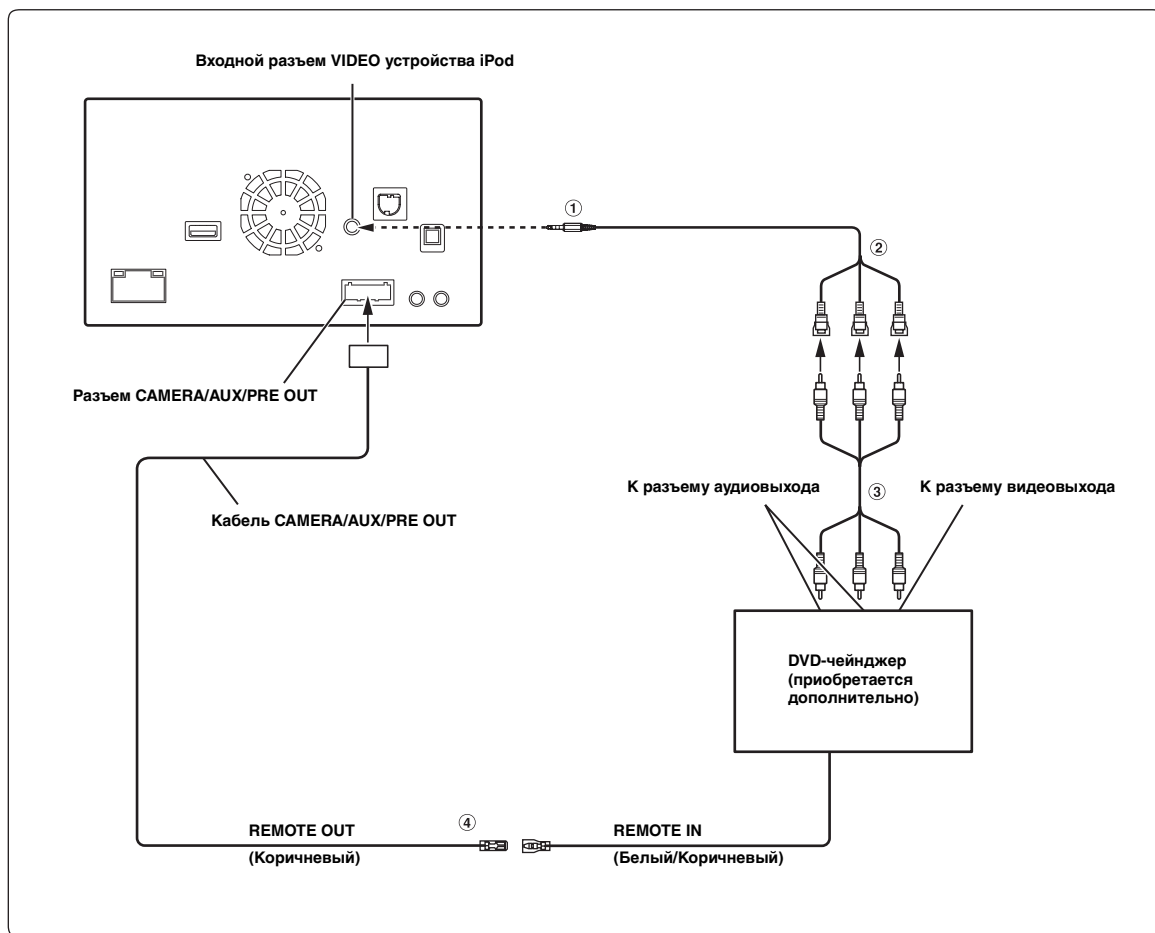 Входной разъем VIDEO устройства iPod
①
②
Разъем CAMERA/AUX/PRE OUT
К разъему аудиовыхода
③
К разъему видеовыхода
Кабель CAMERA/AUX/PRE OUT
DVD-чейнджер
(приобретается
дополнительно)
REMOTE OUT
(Коричневый)
④
REMOTE IN
(Белый/Коричневый)